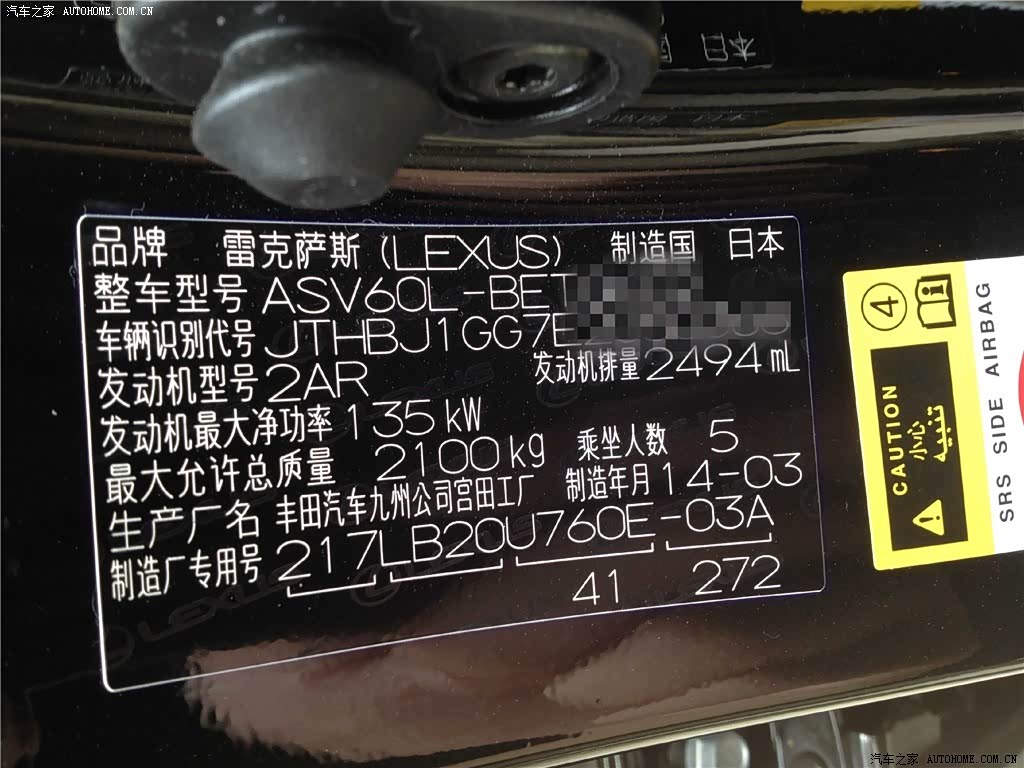 汽车之家 AUTOHOME.COM.CN
日本
品牌 雷克萨斯 (LEXUS) 制造国 日本
整车型号 ASV60L-BET
车辆识别代号 JTHBJ1GG7E
发动机型号 2AR 发动机排量 2494 mL
发动机最大净功率 135 kW
最大允许总质量 2100 kg 乘坐人数 5
生产厂名 丰田汽车九州公司宫田工厂 制造年月 14-03
制造厂专用号 217LB20U760E-03A
41 272
4
CAUTION
小心
تنبيه
SRS SIDE AIRBAG
汽车之家 AUTOHOME.COM.CN